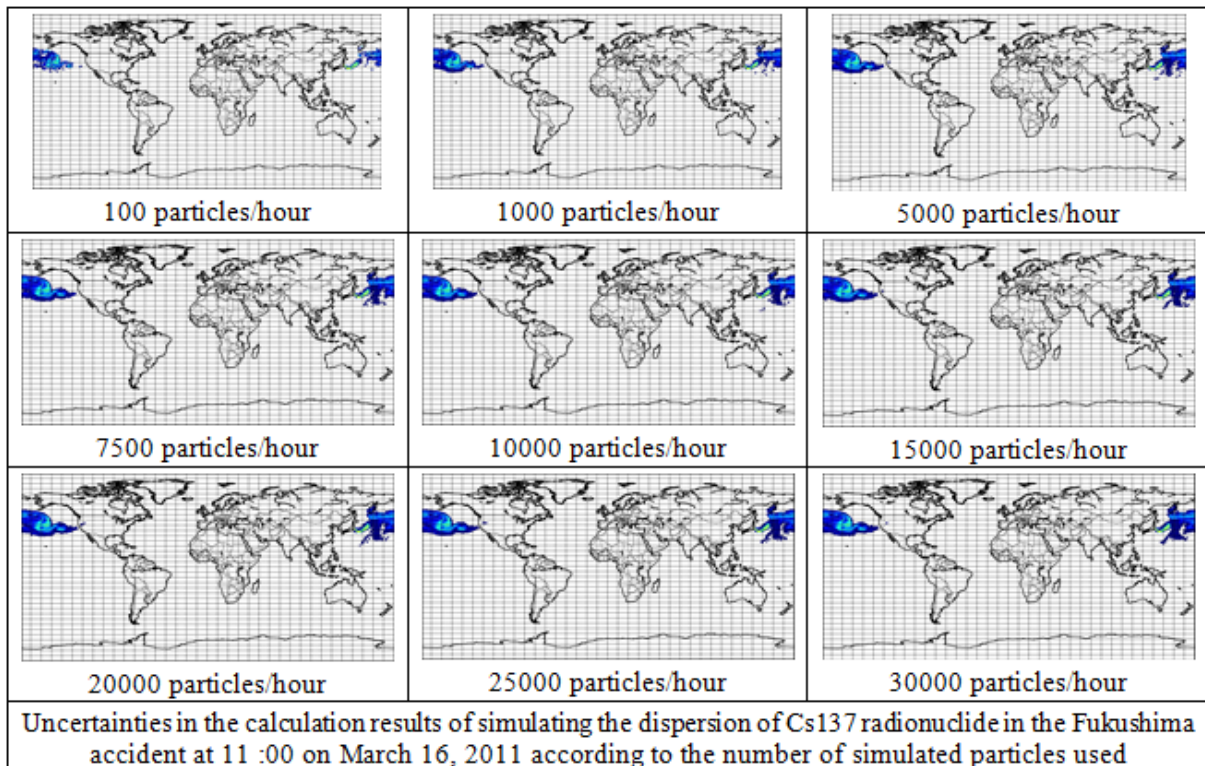 100 particles/hour
1000 particles/hour
5000 particles/hour
7500 particles/hour
10000 particles/hour
15000 particles/hour
20000 particles/hour
25000 particles/hour
30000 particles/hour
Uncertainties in the calculation results of simulating the dispersion of Cs137 radionuclide in the Fukushima
accident at 11 :00 on March 16, 2011 according to the number of simulated particles used